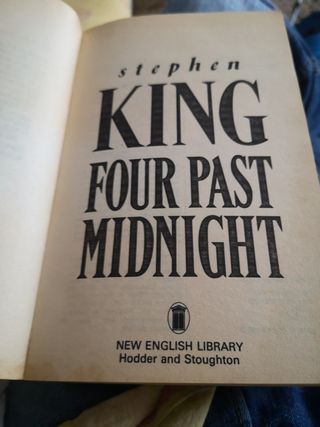 stephen
KING
FOUR PAST
MIDNIGHT
NEW ENGLISH LIBRARY
Hodder and Stoughton